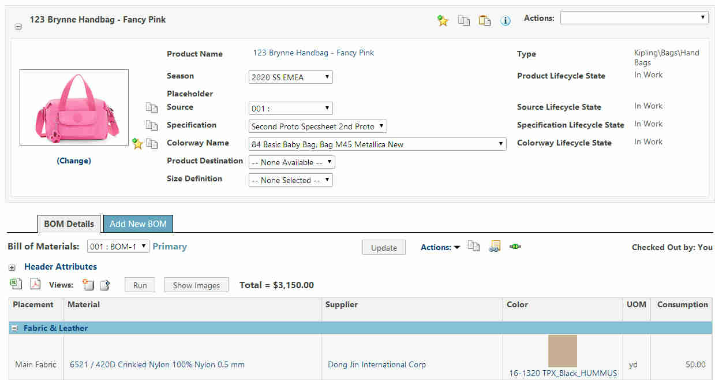 123 Brynne Handbag - Fancy Pink
Actions:
Product Name 123 Brynne Handbag - Fancy Pink Type Kipling\Bags\Hand Bags
Season 2020 SS EMEA Product Lifecycle State In Work
Placeholder
Source 001 : Source Lifecycle State In Work
Specification Second Proto Specsheet 2nd Proto Specification Lifecycle State In Work
Colorway Name 84 Basic Baby Bag, Bag M45 Metallica New Colorway Lifecycle State In Work
(Change)
Product Destination -- None Available --
Size Definition -- None Selected --
BOM Details Add New BOM
Bill of Materials: 001 : BOM-1 Primary Update Actions: Checked Out by: You
Header Attributes
Views: Run Show Images Total = $3,150.00
Placement Material Supplier Color UOM Consumption
Fabric & Leather
Main Fabric 6521 / 420D Crinkled Nylon 100% Nylon 0.5 mm Dong Jin International Corp 16-1320 TPX_Black_HUMMUS yd 50.00